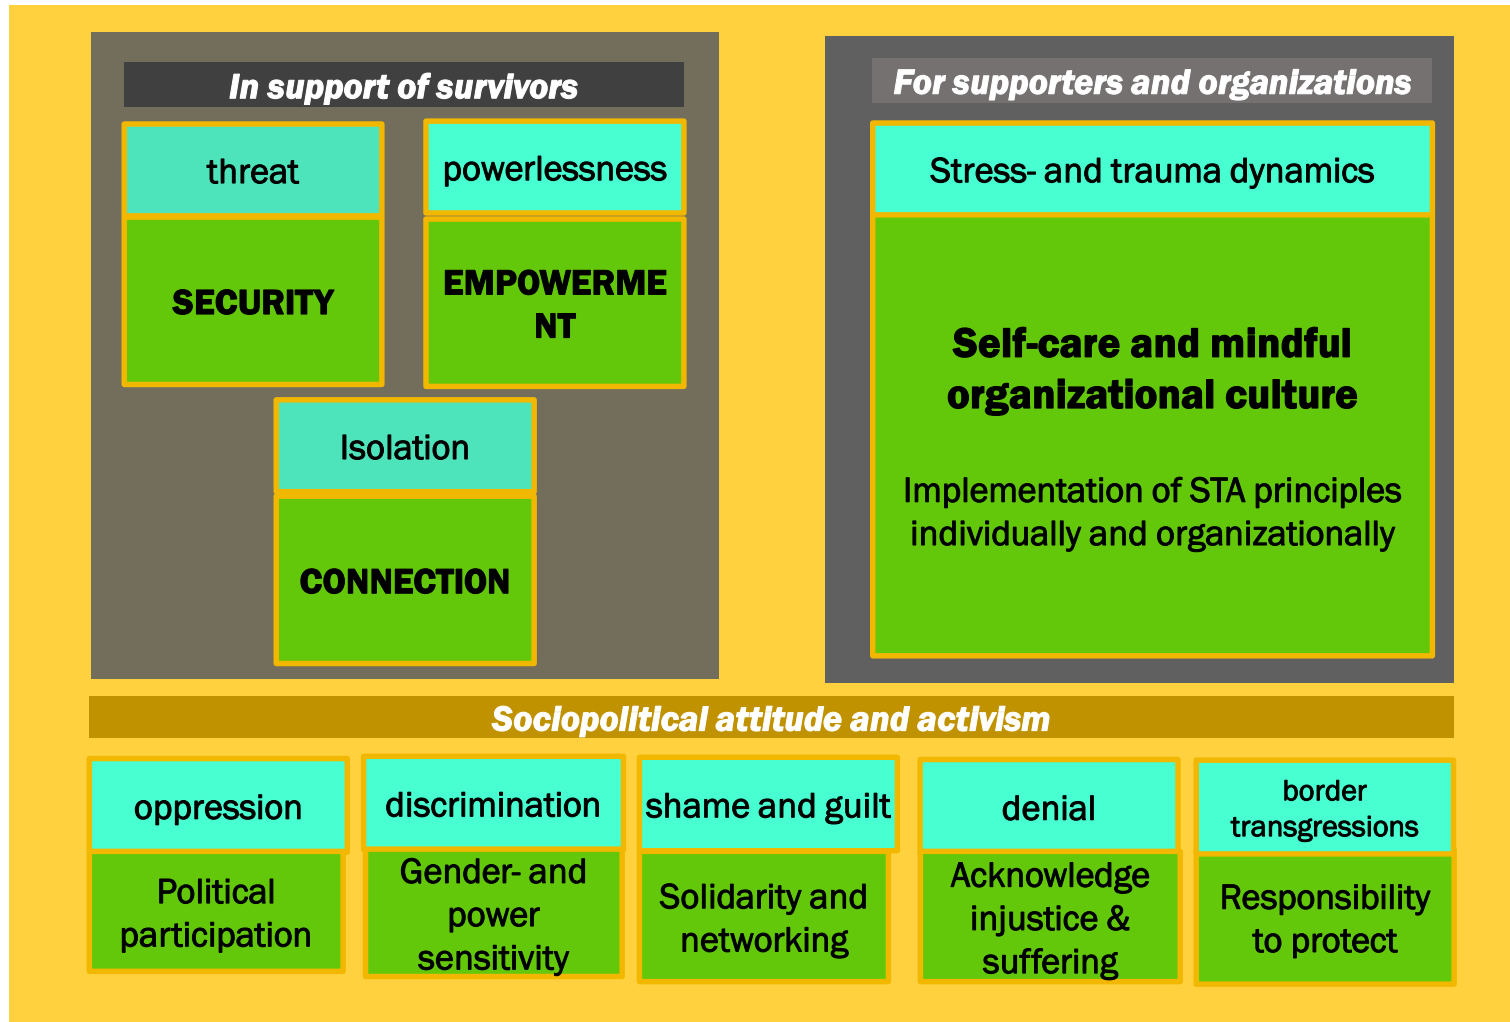 In support of survivors
threat
SECURITY
powerlessness
EMPOWERME
NT
Isolation
CONNECTION
For supporters and organizations
Stress- and trauma dynamics
Self-care and mindful
organizational culture
Implementation of STA principles
individually and organizationally
Sociopolitical attitude and activism
oppression
Political
participation
discrimination
Gender- and
power
sensitivity
shame and guilt
Solidarity and
networking
denial
Acknowledge
injustice &
suffering
border
transgressions
Responsibility
to protect